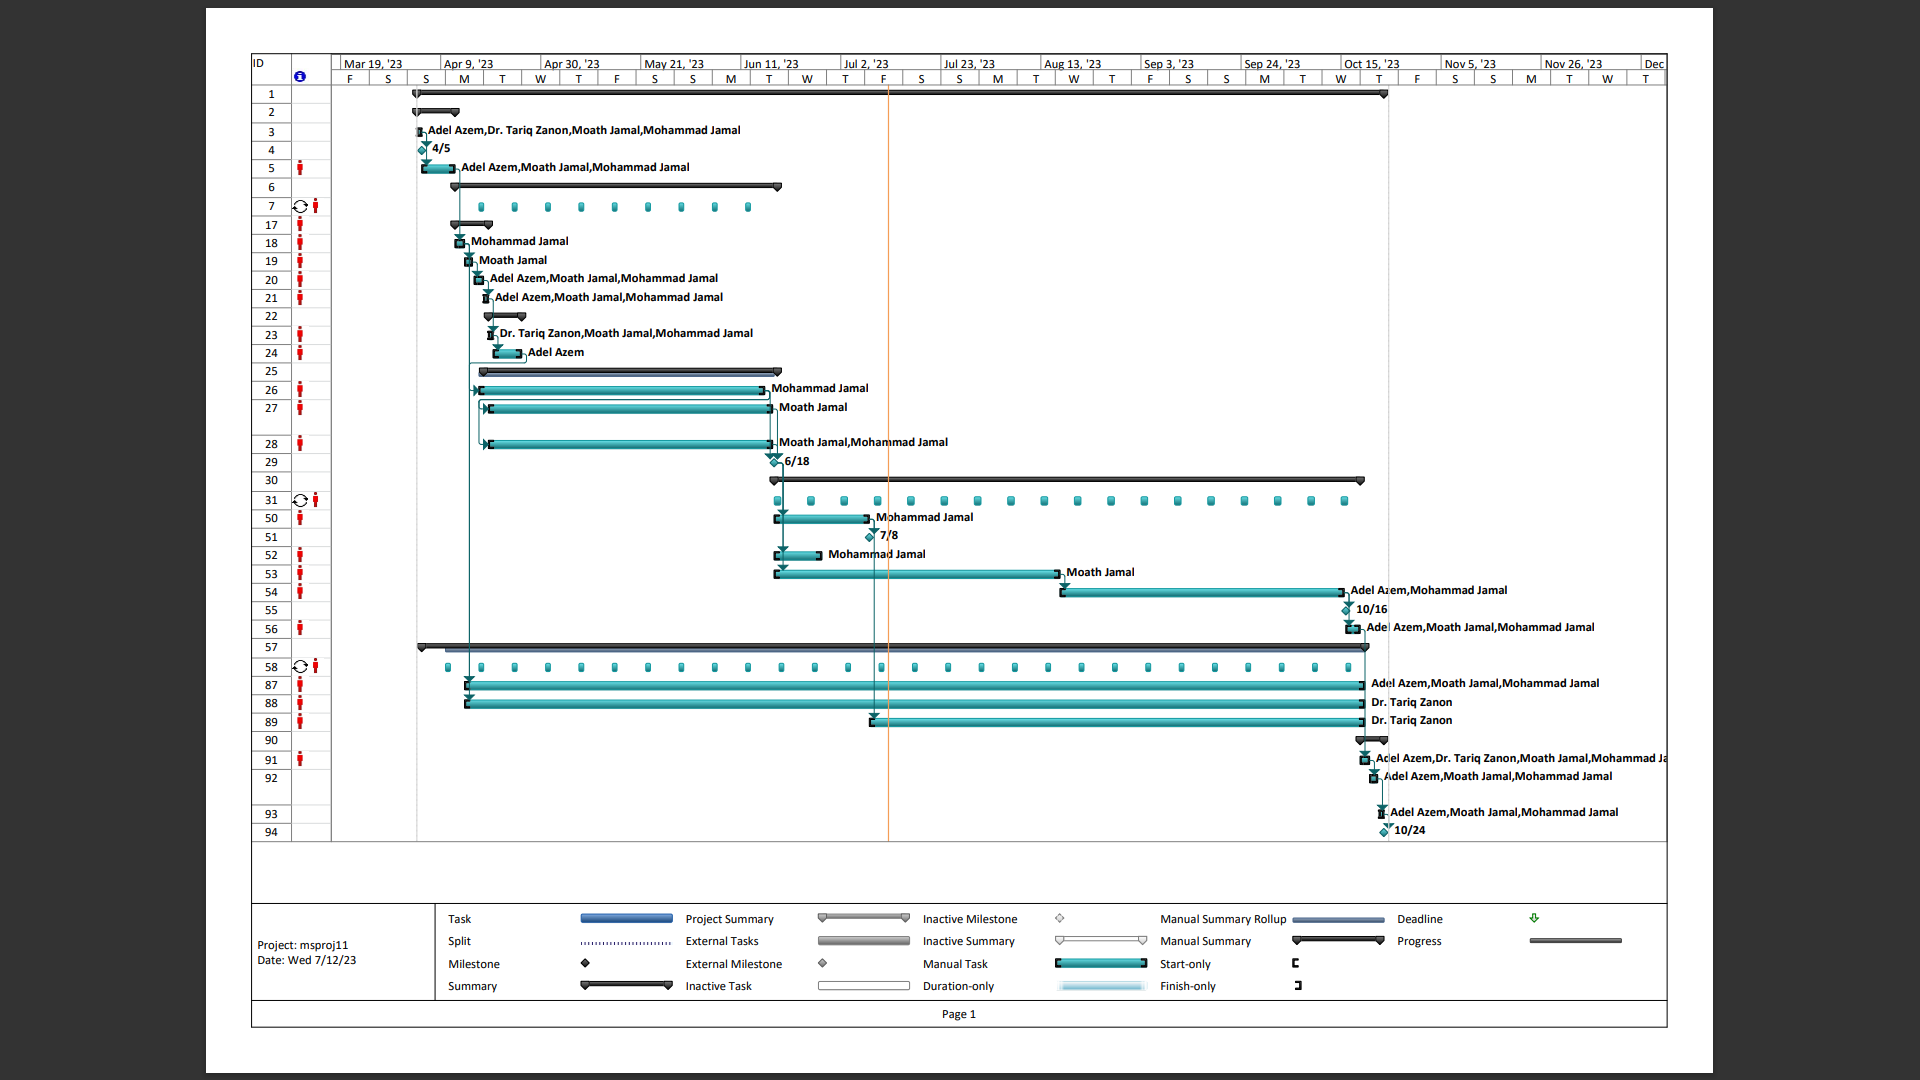 ID
Mar 19, '23 Apr 9, '23 Apr 30, '23 May 21, '23 Jun 11, '23 Jul 2, '23 Jul 23, '23 Aug 13, '23 Sep 3, '23 Sep 24, '23 Oct 15, '23 Nov 5, '23 Nov 26, '23 Dec
F S S M T W T F S S M T W T F S S M T W T F S S M T W T F S S M T W T
1
2
3 Adel Azem,Dr. Tariq Zanon,Moath Jamal,Mohammad Jamal
4 4/5
5 Adel Azem,Moath Jamal,Mohammad Jamal
6
7
17
18 Mohammad Jamal
19 Moath Jamal
20 Adel Azem,Moath Jamal,Mohammad Jamal
21 Adel Azem,Moath Jamal,Mohammad Jamal
22
23 Dr. Tariq Zanon,Moath Jamal,Mohammad Jamal
24 Adel Azem
25
26 Mohammad Jamal
27 Moath Jamal
28 Moath Jamal,Mohammad Jamal
29 6/18
30
31
50 Mohammad Jamal
51 7/8
52 Mohammad Jamal
53 Moath Jamal
54 Adel Azem,Mohammad Jamal
55 10/16
56 Adel Azem,Moath Jamal,Mohammad Jamal
57
58
87 Adel Azem,Moath Jamal,Mohammad Jamal
88 Dr. Tariq Zanon
89 Dr. Tariq Zanon
90
91 Adel Azem,Dr. Tariq Zanon,Moath Jamal,Mohammad Ja
92 Adel Azem,Moath Jamal,Mohammad Jamal
93 Adel Azem,Moath Jamal,Mohammad Jamal
94 10/24
Project: msproj11
Date: Wed 7/12/23
Task Project Summary Inactive Milestone Manual Summary Rollup Deadline
Split External Tasks Inactive Summary Manual Summary Progress
Milestone External Milestone Manual Task Start-only
Summary Inactive Task Duration-only Finish-only
Page 1